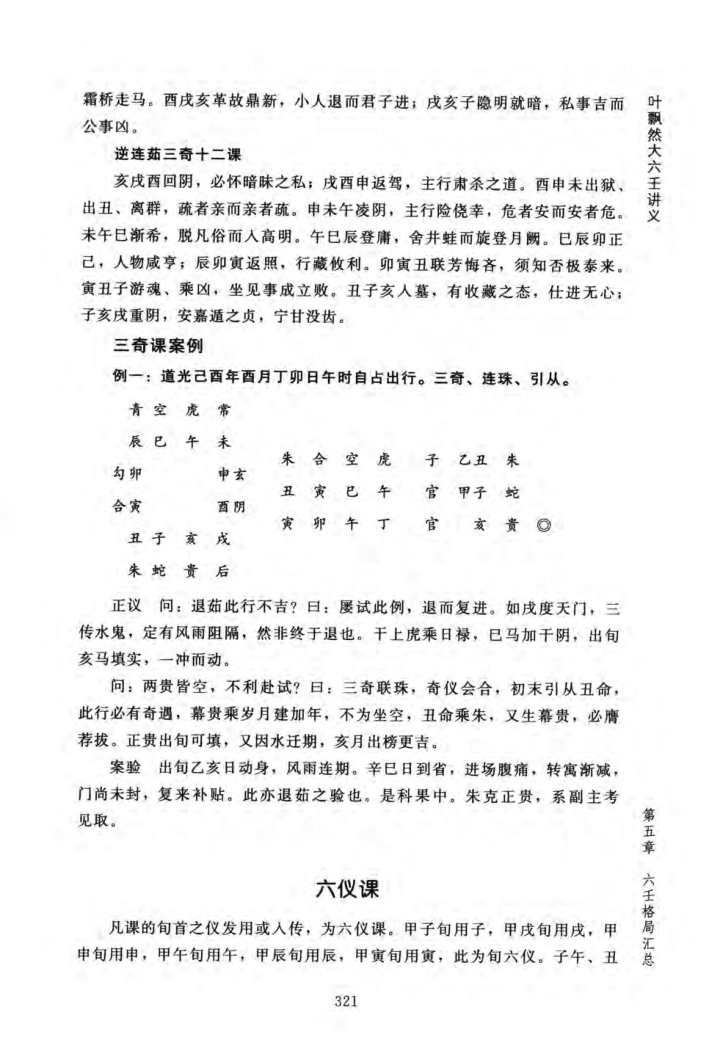 霜桥走马。酉戌亥革故鼎新，小人退而君子进；戌亥子隐明就暗，私事吉而
公事凶。
逆连茹三奇十二课
亥戌酉回阴，必怀暗昧之私；戌酉申返驾，主行肃杀之道。酉申未出狱、
出丑、离群，疏者亲而亲者疏。申未午凌阴，主行险侥幸，危者安而安者危。
未午巳渐希，脱凡俗而入高明。午巳辰登庸，舍井蛙而旋登月阙。巳辰卯正
己，人物咸亨；辰卯寅返照，行藏攸利。卯寅丑联芳悔吝，须知否极泰来。
寅丑子游魂、乘凶，坐见事成立败。丑子亥入墓，有收藏之态，仕进无心；
子亥戌重阴，安嘉遁之贞，宁甘没齿。
三奇课案例
例一：道光己酉年酉月丁卯日午时自占出行。三奇、连珠、引从。
青 空 虎 常
辰 巳 午 未
勾卯 申玄
合寅 酉阴
丑 子 亥 戌
朱 蛇 贵 后
朱 合 空 虎 子 乙丑 朱
丑 寅 巳 午 官 甲子 蛇
寅 卯 午 丁 官 亥 贵 ◎
正议 问：退茹此行不吉？曰：屡试此例，退而复进。如戌度天门，三
传水鬼，定有风雨阻隔，然非终于退也。干上虎乘日禄，巳马加干阴，出旬
亥马填实，一冲而动。
问：两贵皆空，不利赴试？曰：三奇联珠，奇仪会合，初末引从丑命，
此行必有奇遇，幕贵乘岁月建加年，不为坐空，丑命乘朱，又生幕贵，必膺
荐拔。正贵出旬可填，又因水迁期，亥月出榜更吉。
案验 出旬乙亥日动身，风雨连期。辛巳日到省，进场腹痛，转寓渐减，
门尚未封，复来补贴。此亦退茹之验也。是科果中。朱克正贵，系副主考
见取。
六仪课
凡课的旬首之仪发用或入传，为六仪课。甲子旬用子，甲戌旬用戌，甲
申旬用申，甲午旬用午，甲辰旬用辰，甲寅旬用寅，此为旬六仪。子午、丑
叶飘然大六壬讲义
第五章 六壬格局汇总
321